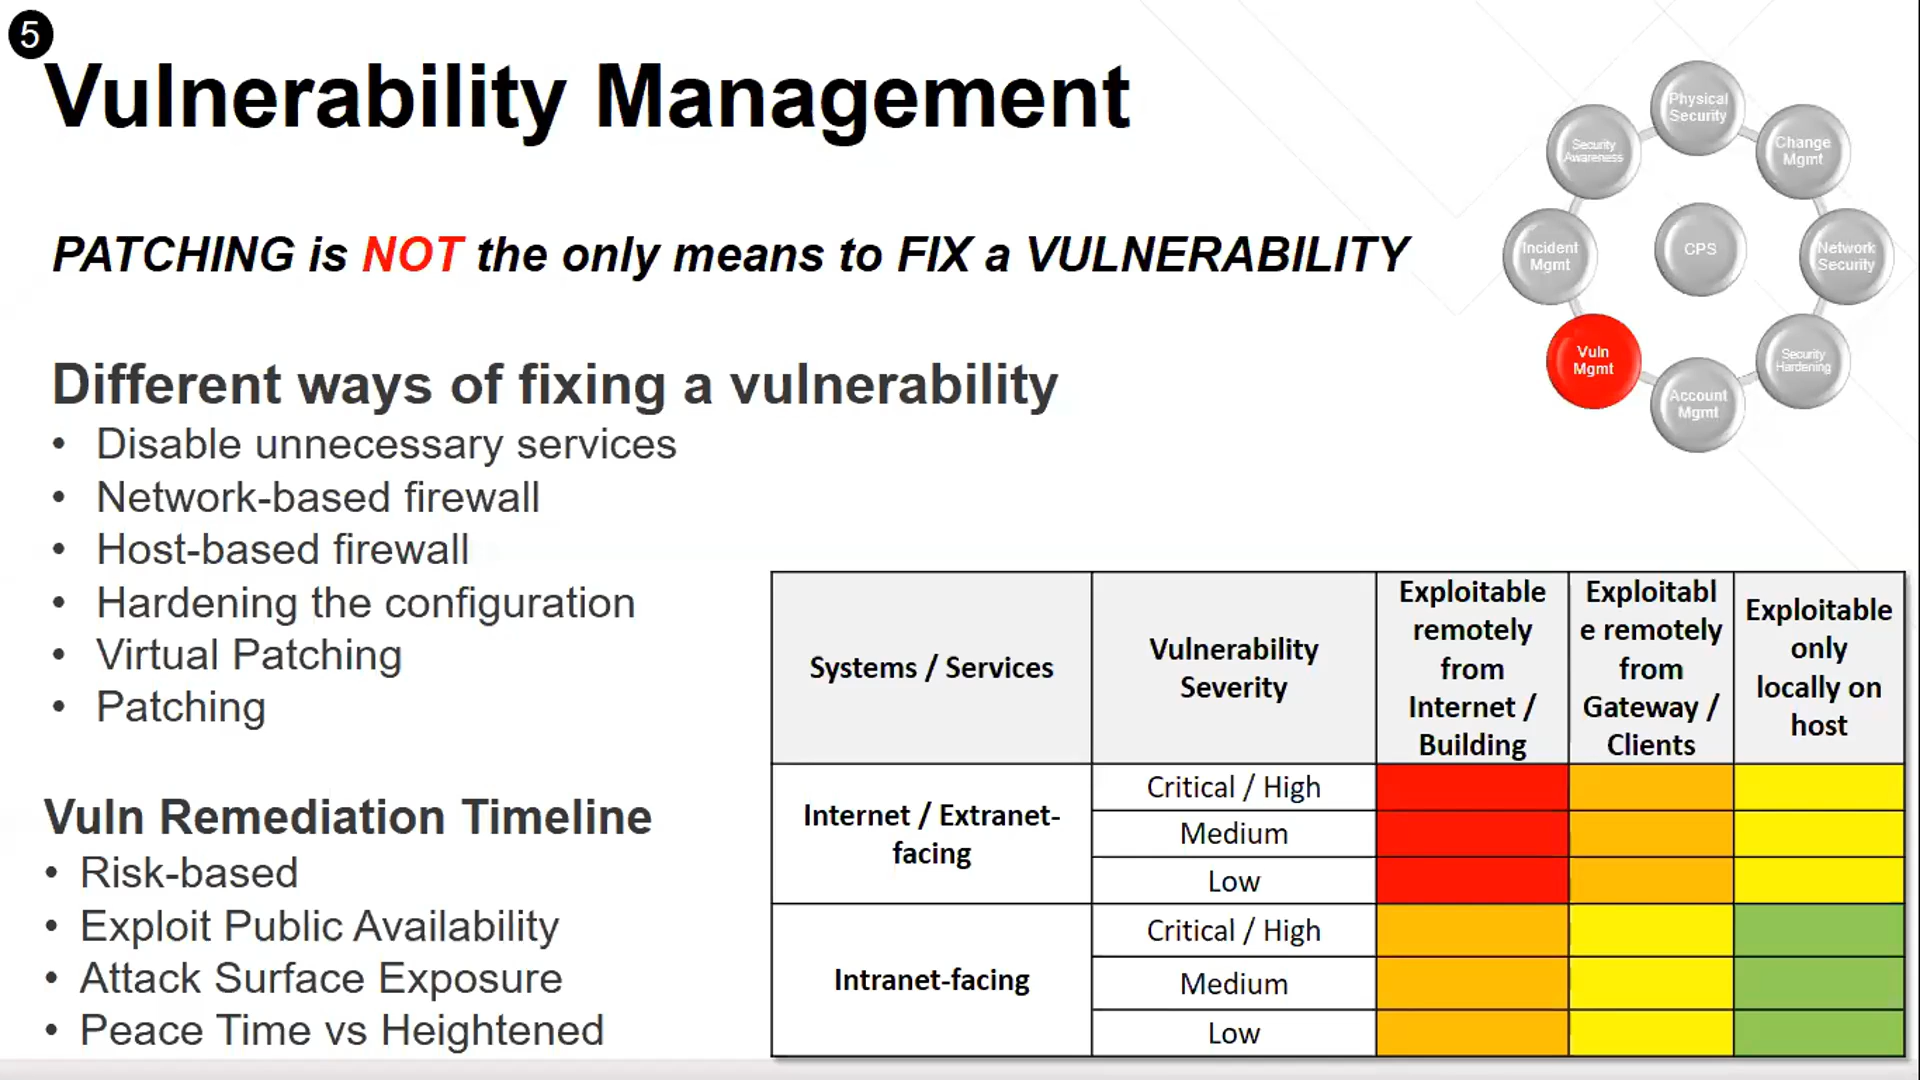 5
Vulnerability Management
PATCHING is NOT the only means to FIX a VULNERABILITY
Different ways of fixing a vulnerability
• Disable unnecessary services
• Network-based firewall
• Host-based firewall
• Hardening the configuration
• Virtual Patching
• Patching
Vuln Remediation Timeline
• Risk-based
• Exploit Public Availability
• Attack Surface Exposure
• Peace Time vs Heightened
Physical
Security
Change
Mgmt
Network
Security
Security
Hardening
Account
Mgmt
Vuln
Mgmt
Incident
Mgmt
Security
Awareness
CPS
Systems / Services
Vulnerability
Severity
Exploitable
remotely
from
Internet /
Building
Exploitabl
e remotely
from
Gateway /
Clients
Exploitable
only
locally on
host
Internet / Extranet-
facing
Critical / High
Medium
Low
Intranet-facing
Critical / High
Medium
Low